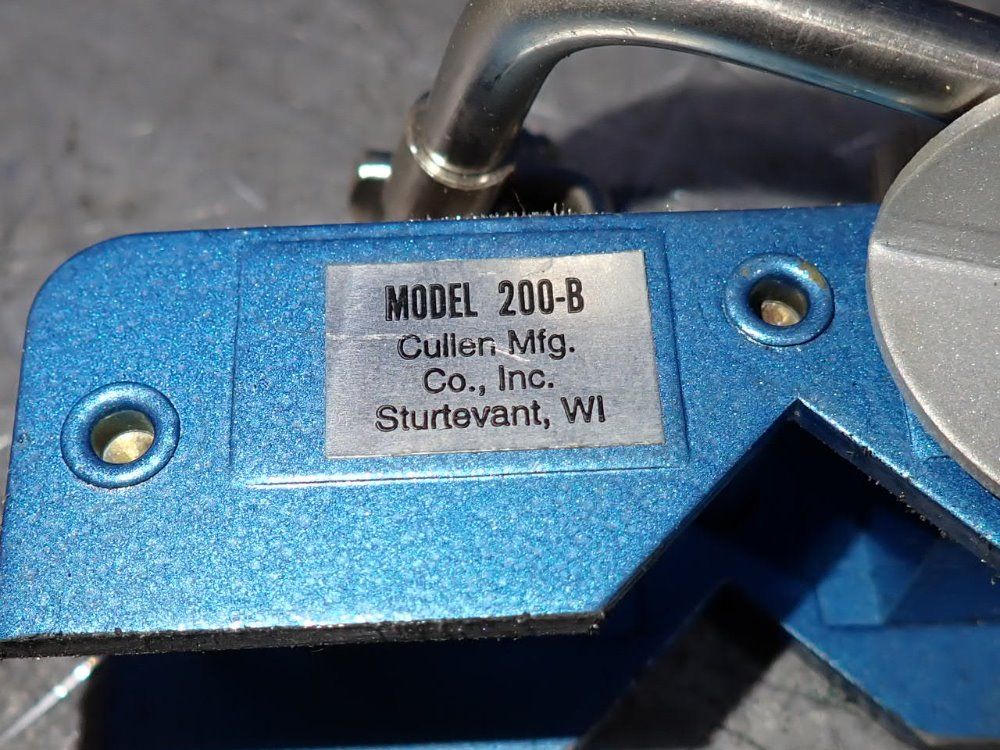 MODEL 200-B
Cullen Mfg.
Co., Inc.
Sturtevant, WI